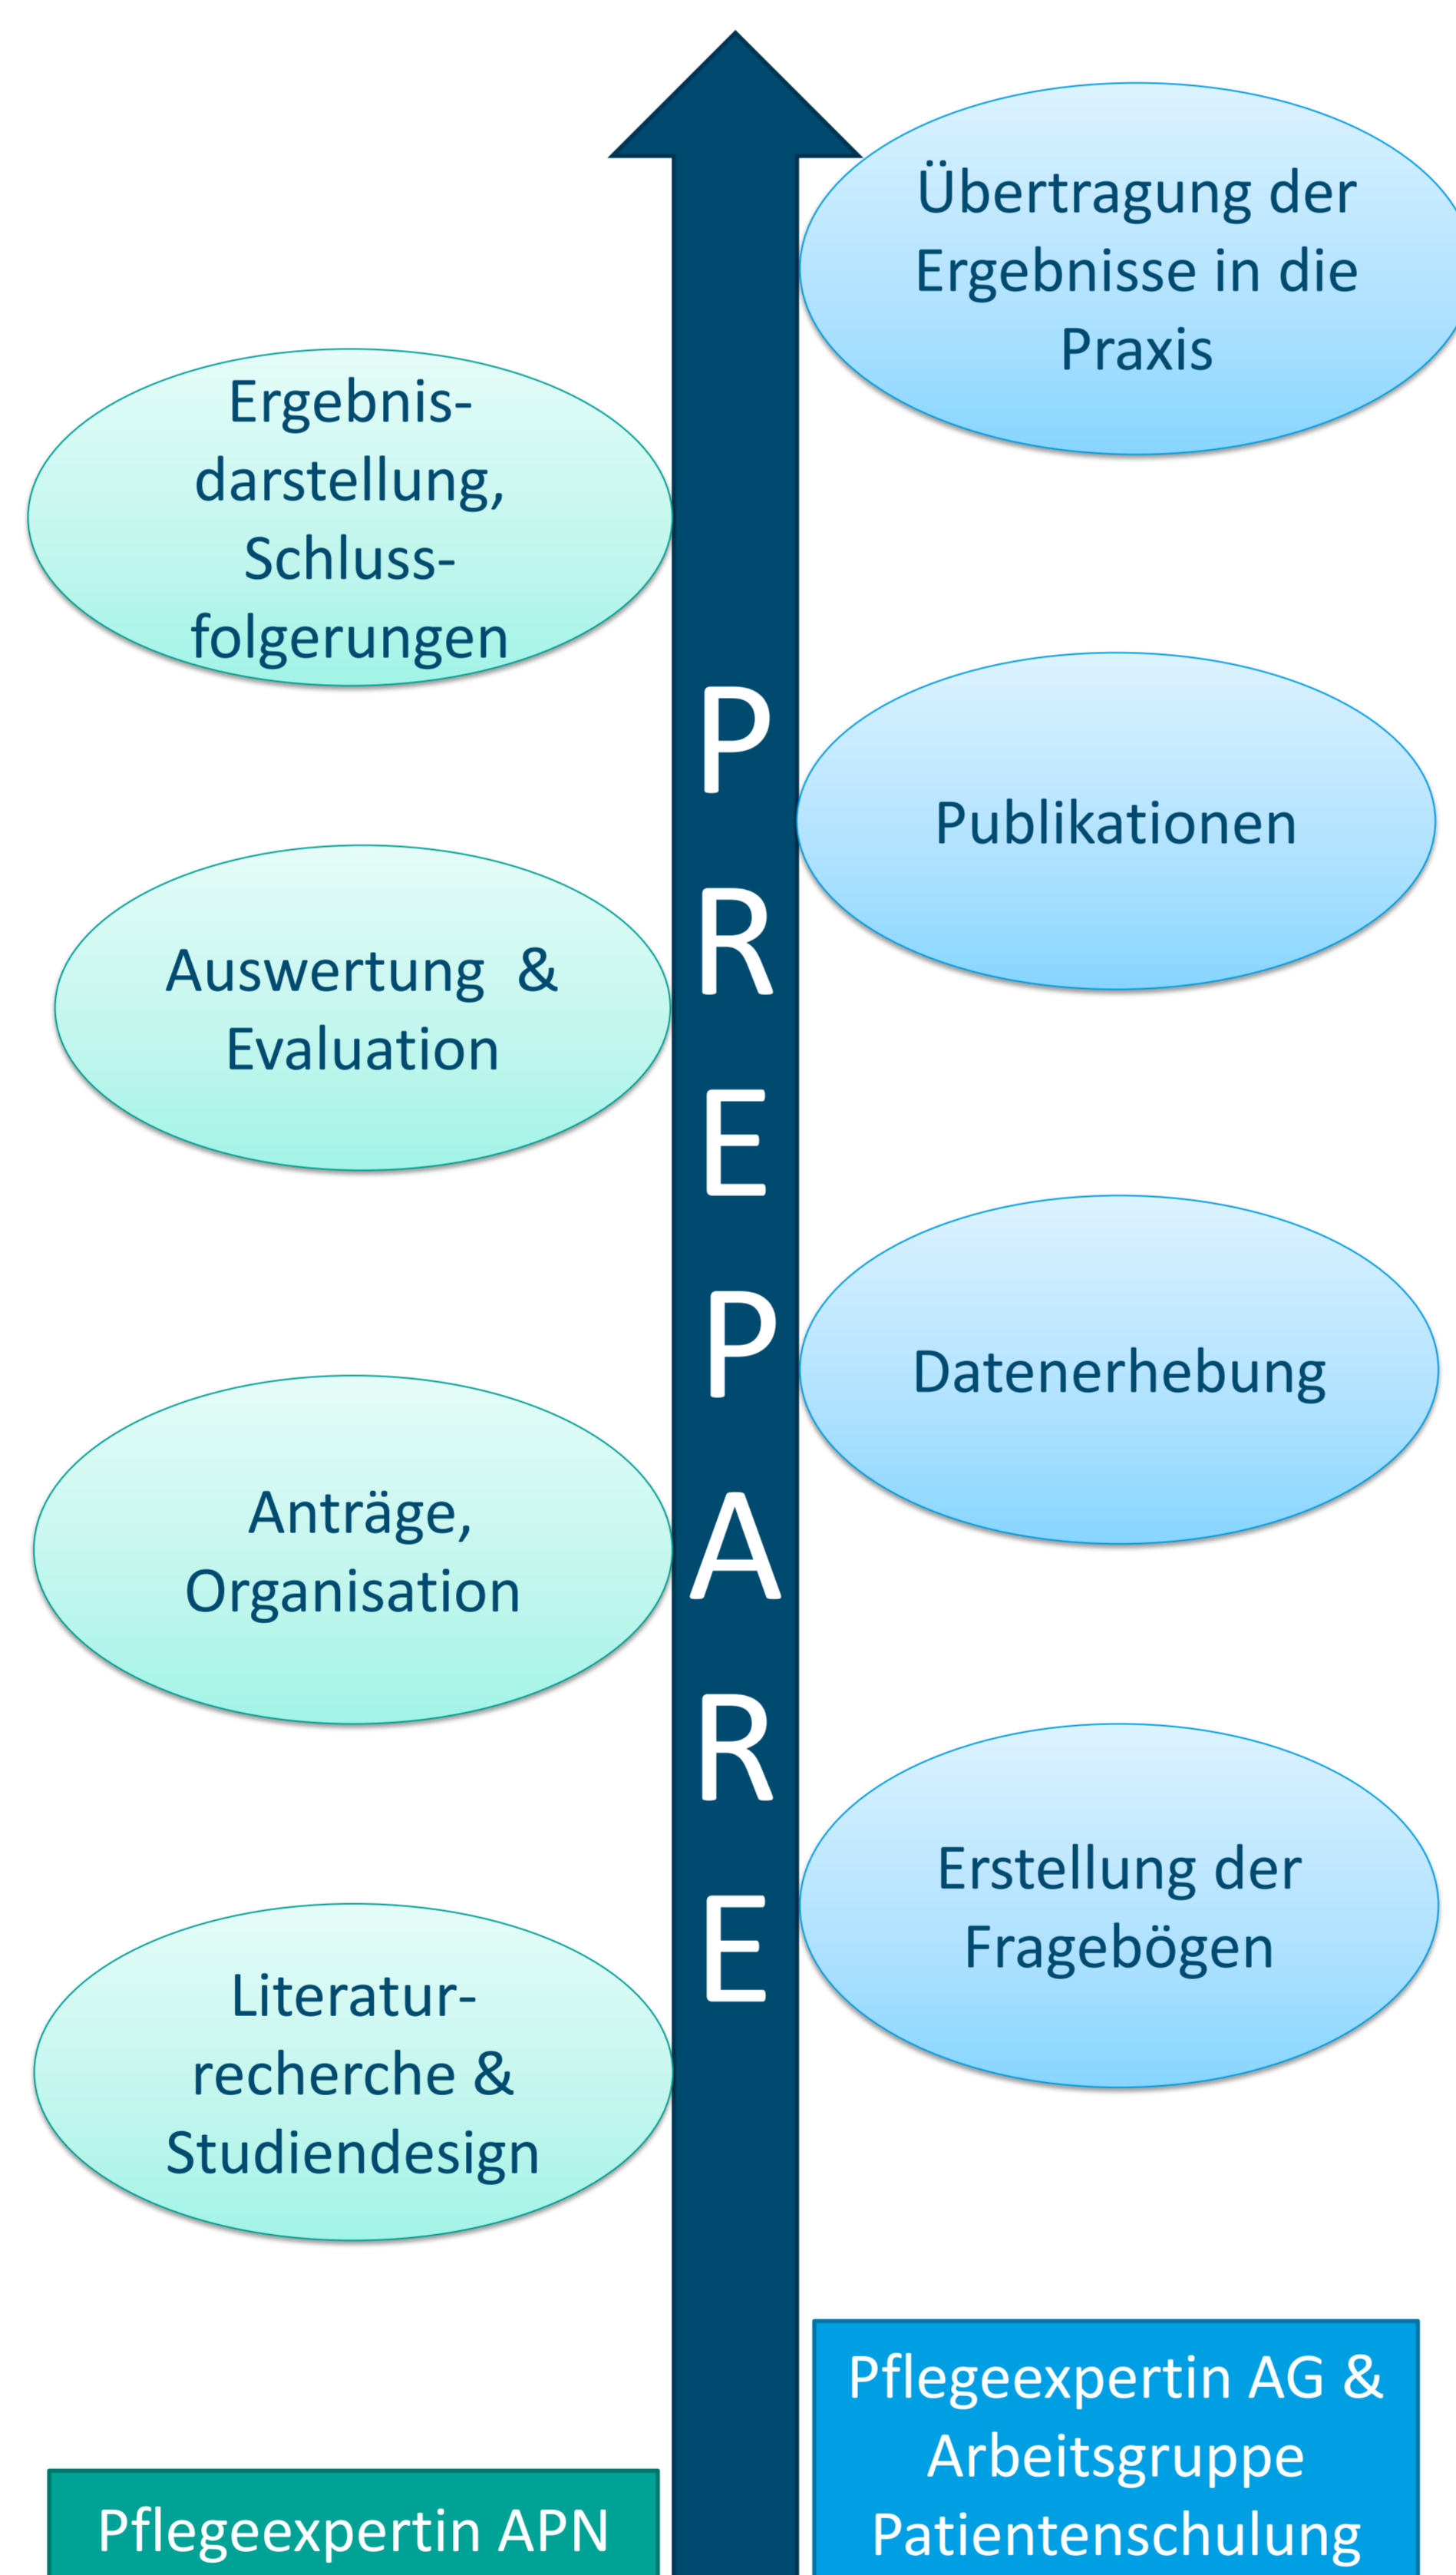 Übertragung der
Ergebnisse in die
Praxis
Ergebnis-
darstellung,
Schluss-
folgerungen
Publikationen
Auswertung &
Evaluation
Datenerhebung
Anträge,
Organisation
Erstellung der
Fragebögen
Literatur-
recherche &
Studiendesign
P
R
E
P
A
R
E
Pflegeexpertin APN
Pflegeexpertin AG &
Arbeitsgruppe
Patientenschulung